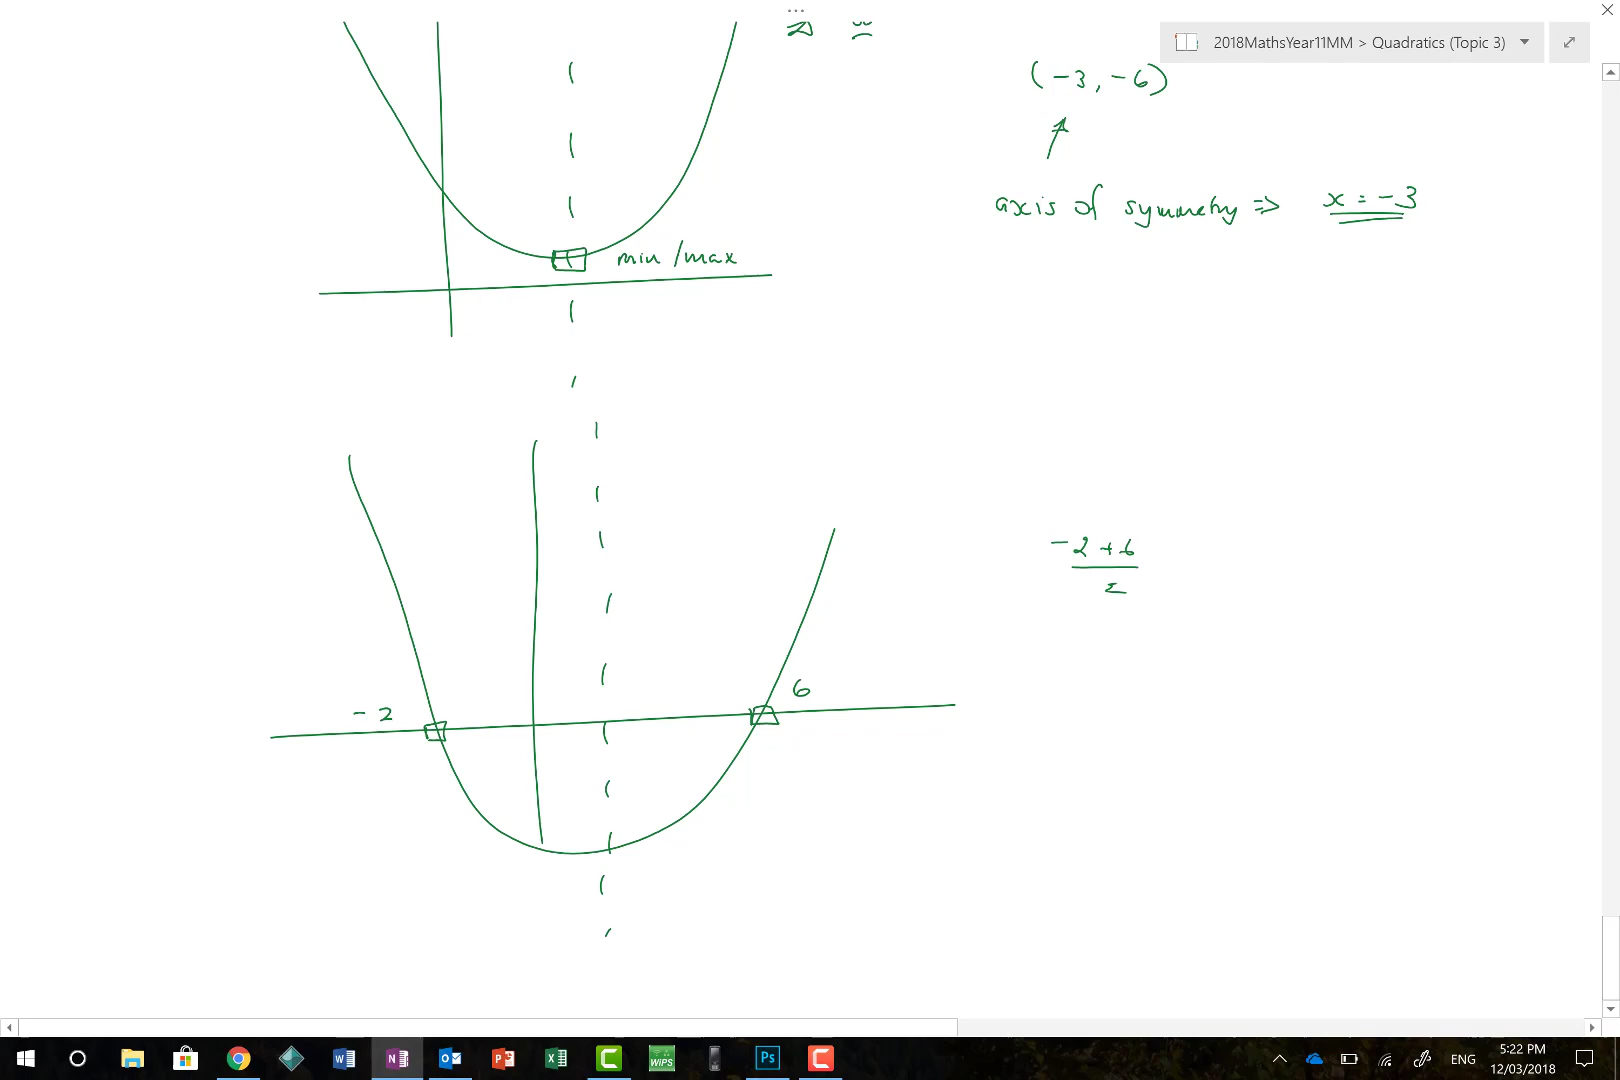 2018MathsYear11MM > Quadratics (Topic 3)
(-3, -6)
axis of symmetry ⇒ x = -3
min/max
-2+6
2
6
-2
ENG
5:22 PM
12/03/2018